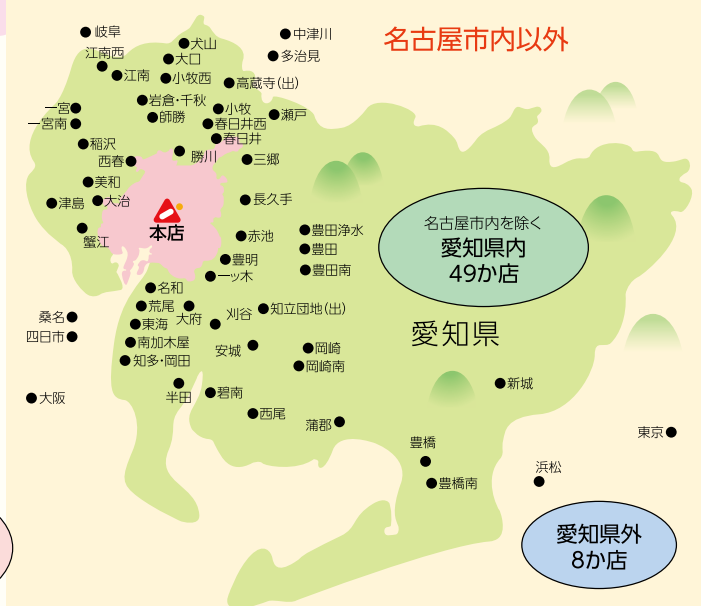 名古屋市内以外
岐阜
中津川
犬山
江南西
多治見
大口
江南
小牧西
高蔵寺(出)
岩倉・千秋
一宮
小牧
師勝
瀬戸
一宮南
春日井西
春日井
稲沢
勝川
西春
三郷
美和
大治
津島
長久手
本店
蟹江
赤池
豊田浄水
豊田
豊明
豊田南
一ッ木
名古屋市内を除く
愛知県内
49か店
名和
荒尾
大府
刈谷
知立団地(出)
桑名
東海
四日市
南加木屋
安城
岡崎
知多・岡田
岡崎南
愛知県
半田
碧南
新城
大阪
西尾
蒲郡
東京
豊橋
浜松
豊橋南
愛知県外
8か店